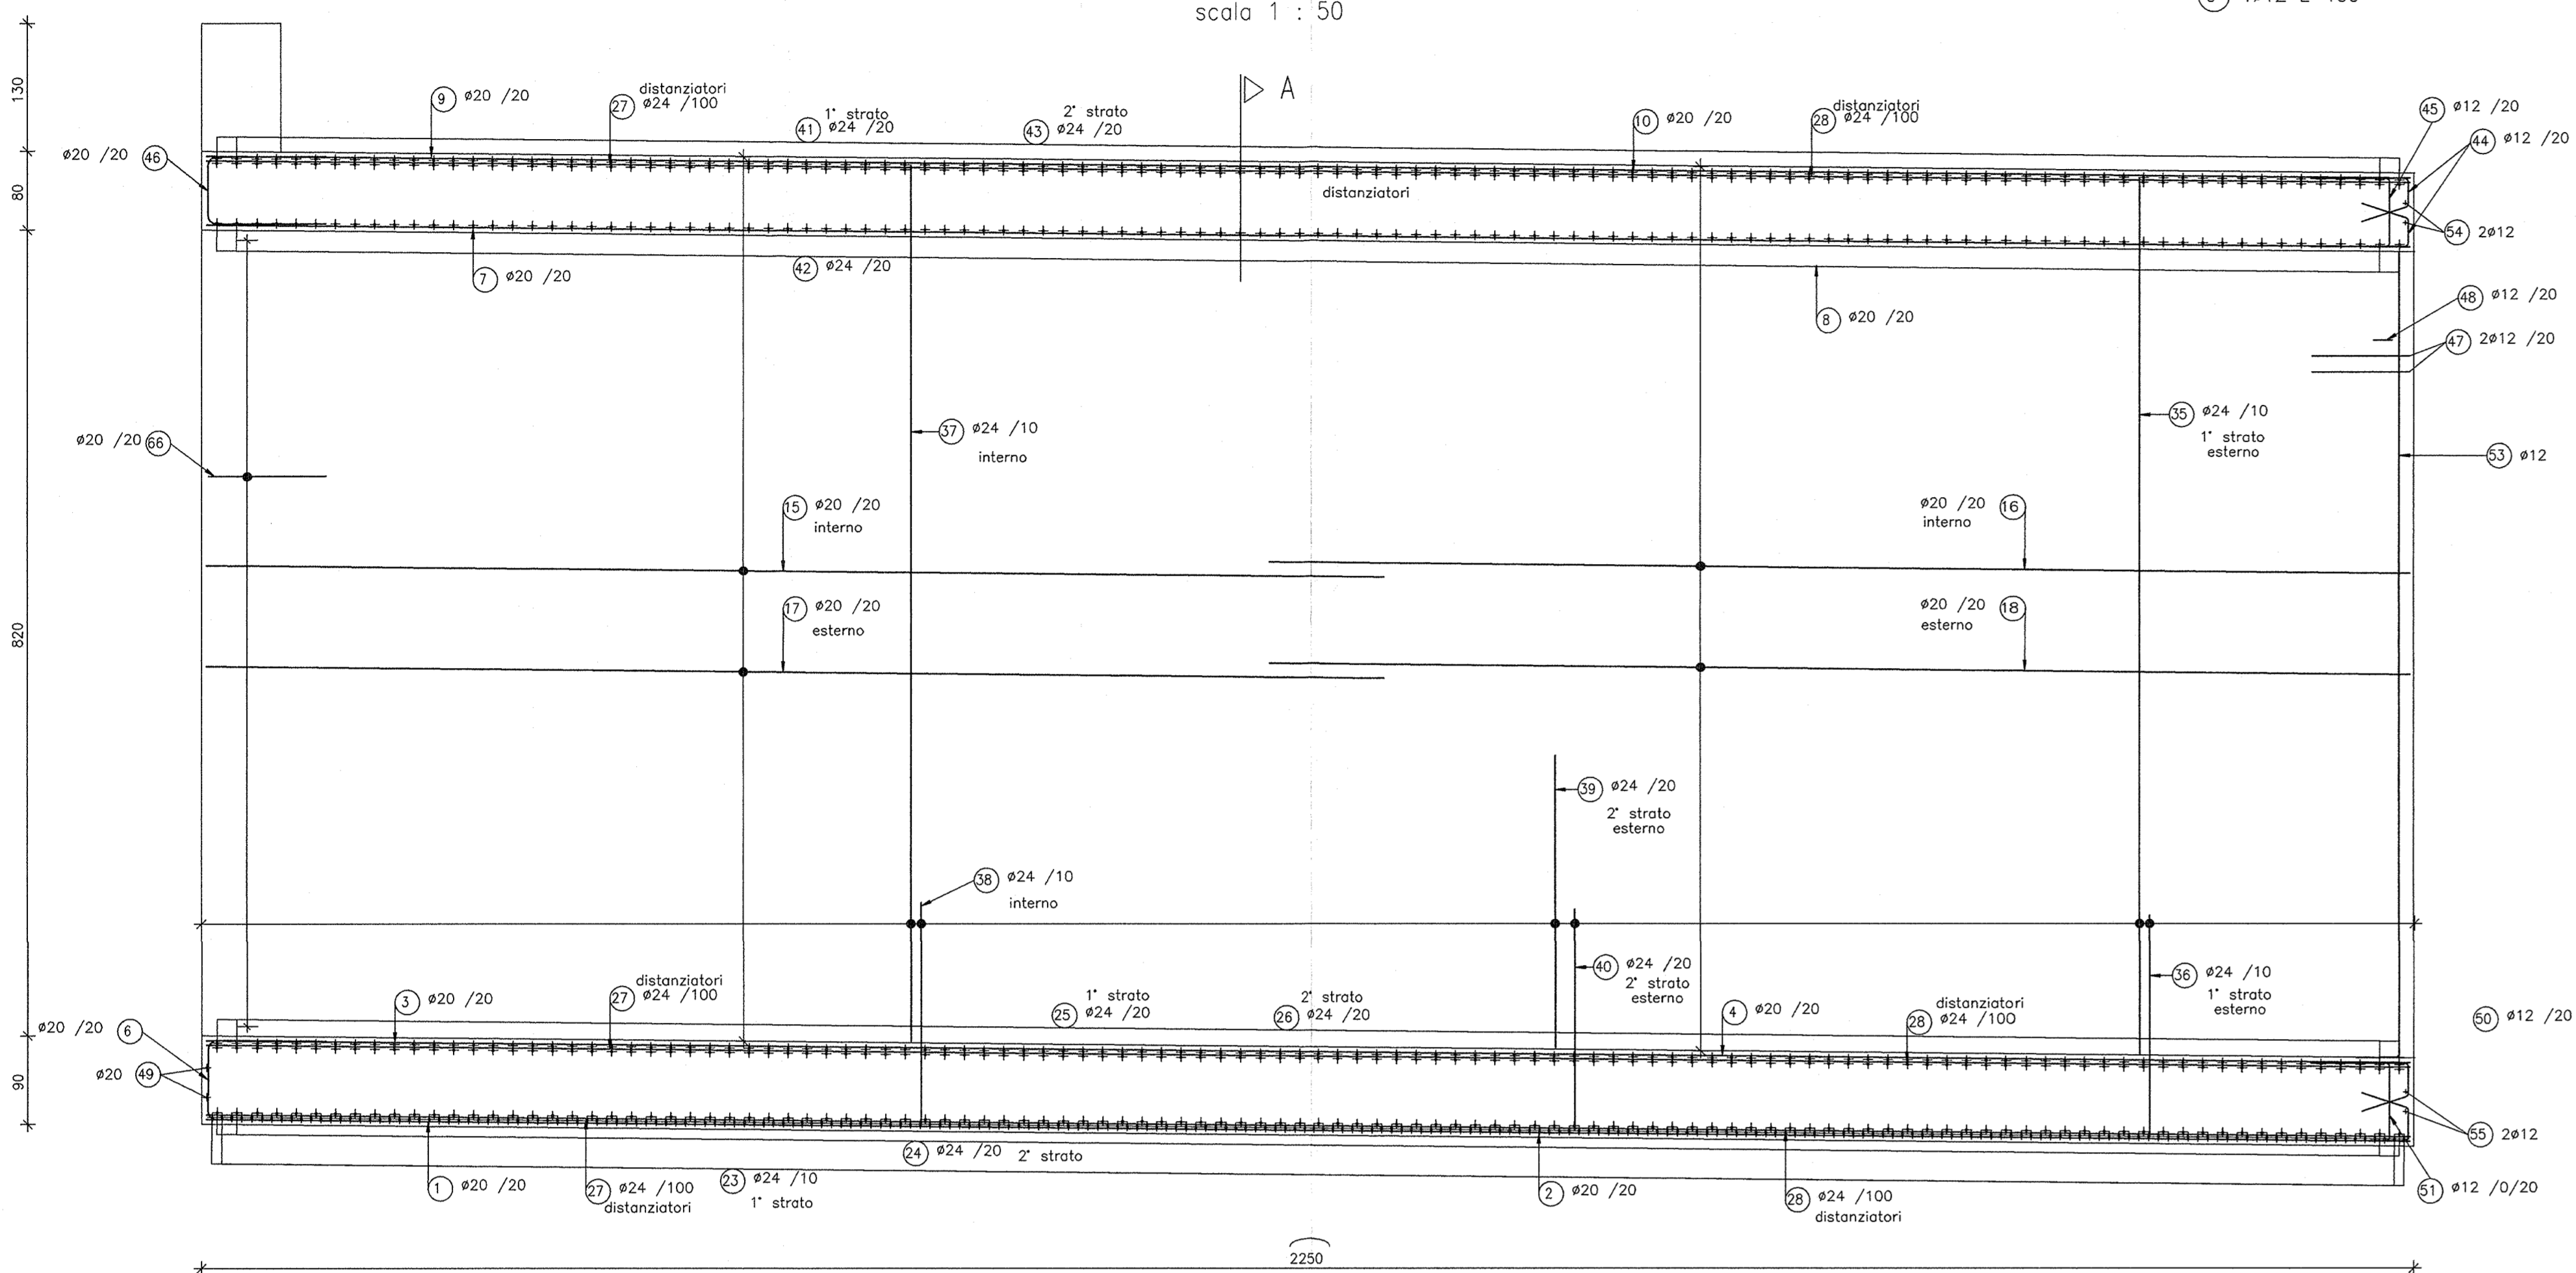 scala 1 : 50
130
80
820
90
A
9 ø20 /20
distanziatori
27 ø24 /100
1° strato
41 ø24 /20
2° strato
43 ø24 /20
10 ø20 /20
distanziatori
28 ø24 /100
45 ø12 /20
44 ø12 /20
ø20 /20 46
distanziatori
54 2ø12
7 ø20 /20
42 ø24 /20
8 ø20 /20
48 ø12 /20
47 2ø12 /20
ø20 /20 66
37 ø24 /10
interno
35 ø24 /10
1° strato
esterno
53 ø12
15 ø20 /20
interno
ø20 /20 16
interno
17 ø20 /20
esterno
ø20 /20 18
esterno
39 ø24 /20
2° strato
esterno
38 ø24 /10
interno
40 ø24 /20
2° strato
esterno
36 ø24 /10
1° strato
esterno
3 ø20 /20
distanziatori
27 ø24 /100
1° strato
25 ø24 /20
2° strato
26 ø24 /20
4 ø20 /20
distanziatori
28 ø24 /100
50 ø12 /20
ø20 /20 6
ø20 49
55 2ø12
24 ø24 /20 2° strato
1 ø20 /20
27 ø24 /100
distanziatori
23 ø24 /10
1° strato
2 ø20 /20
28 ø24 /100
distanziatori
51 ø12 /0/20
2250